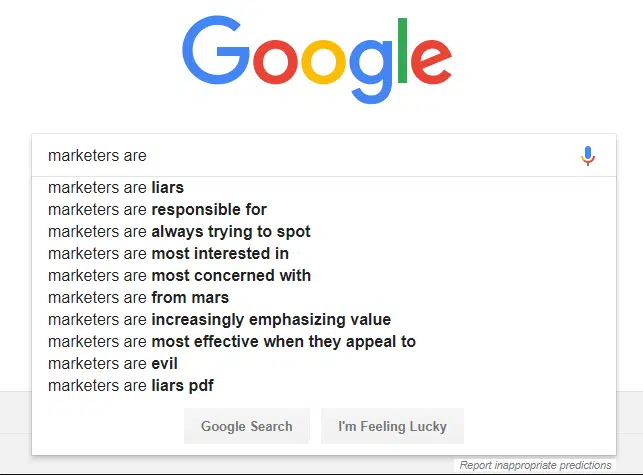 Google
marketers are
marketers are liars
marketers are responsible for
marketers are always trying to spot
marketers are most interested in
marketers are most concerned with
marketers are from mars
marketers are increasingly emphasizing value
marketers are most effective when they appeal to
marketers are evil
marketers are liars pdf
Google Search I'm Feeling Lucky
Report inappropriate predictions